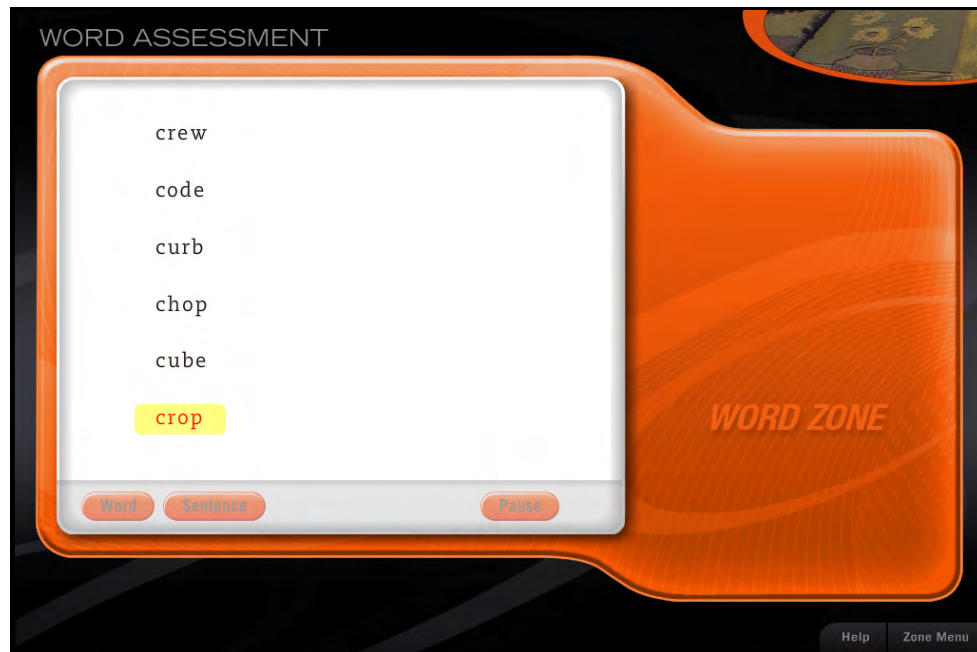 WORD ASSESSMENT
crew
code
curb
chop
cube
crop
WORD ZONE
Word Sentence Pause
Help Zone Menu